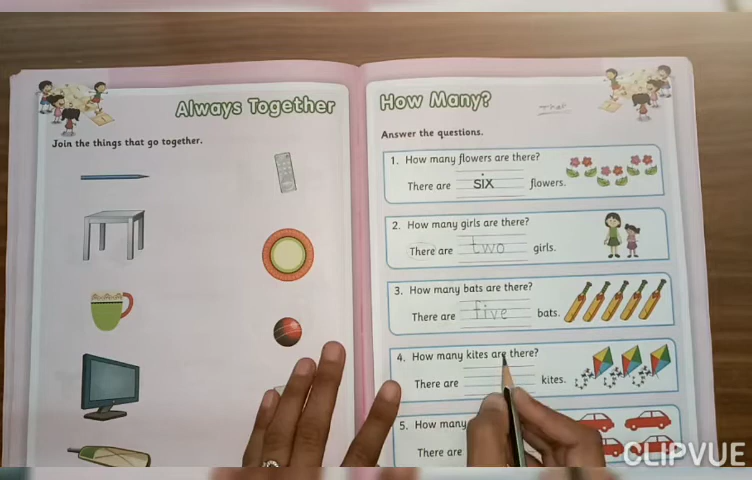 Always Together
Join the things that go together.
How Many?
Answer the questions.
1. How many flowers are there?
There are six flowers.
2. How many girls are there?
There are two girls.
3. How many bats are there?
There are five bats.
4. How many kites are there?
There are kites.
5. How many
There are
CLIPVUE